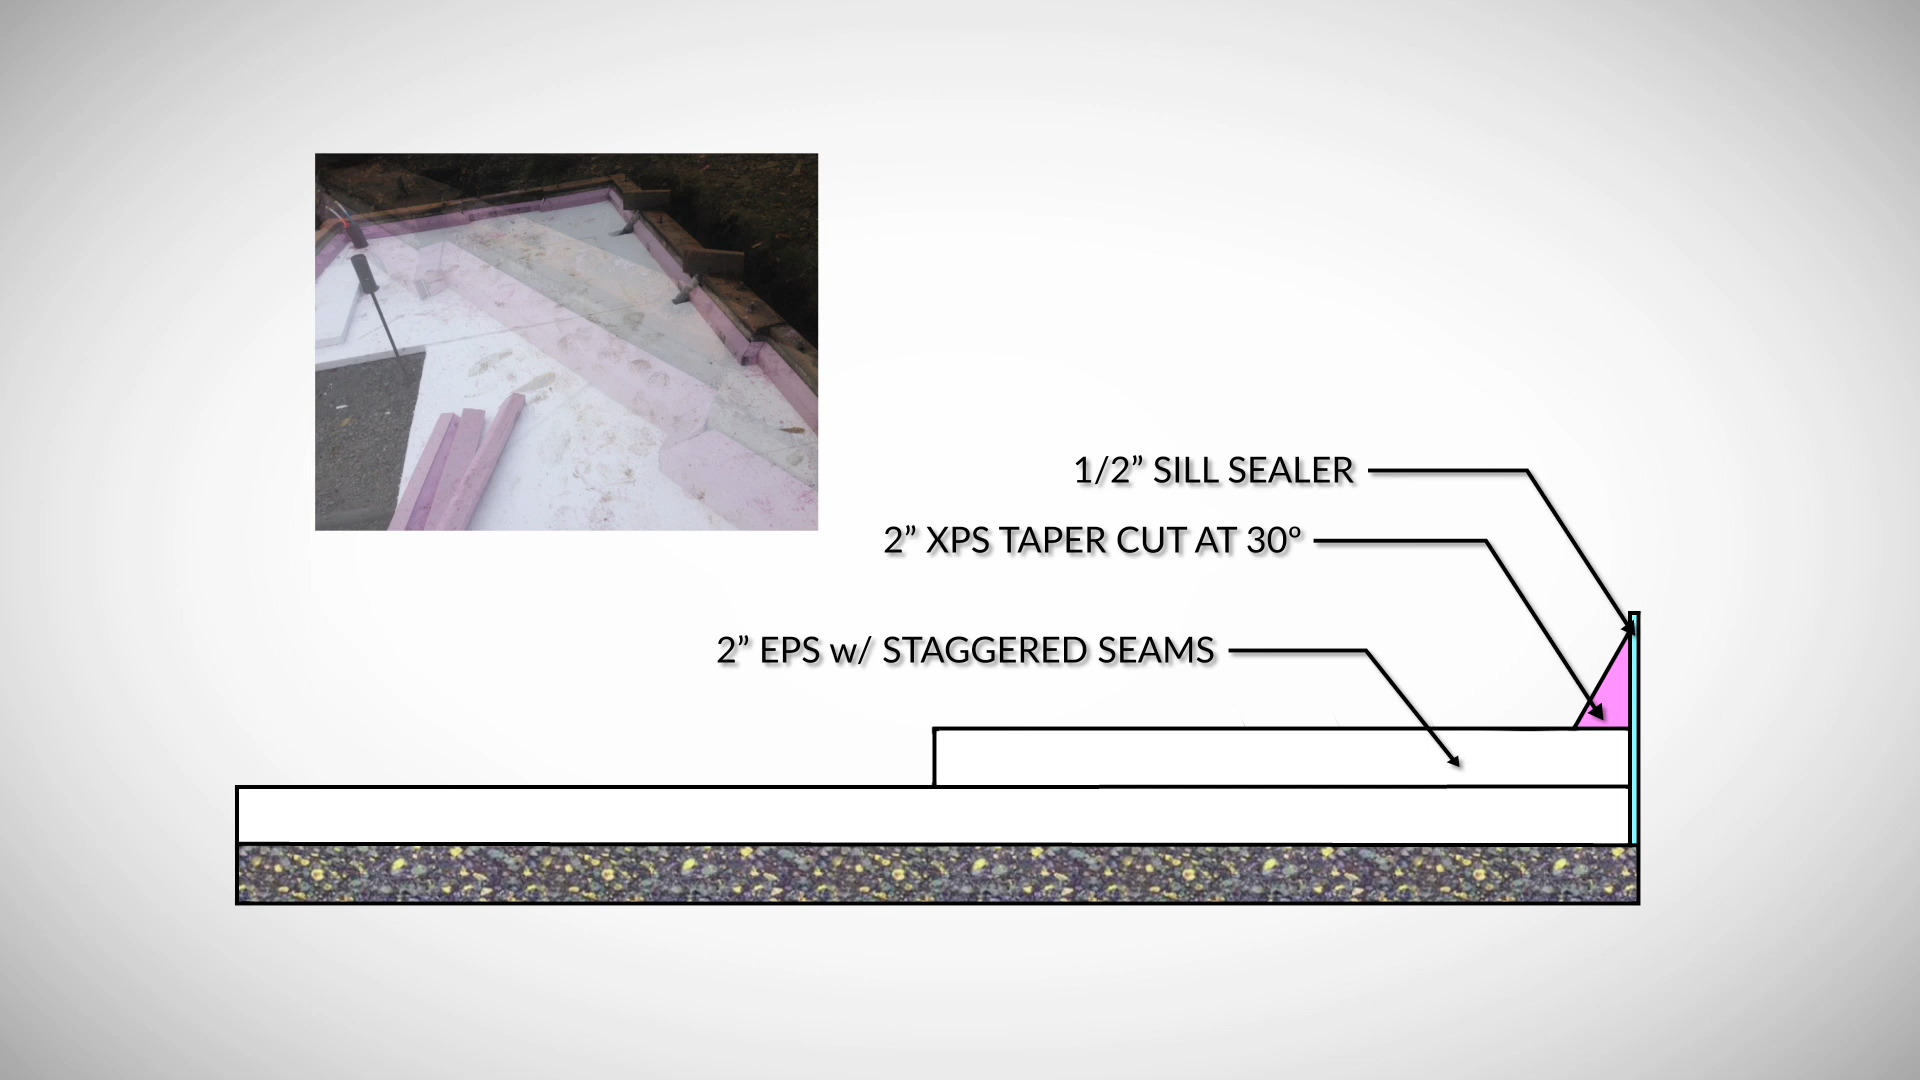 1/2” SILL SEALER
2” XPS TAPER CUT AT 30º
2” EPS w/ STAGGERED SEAMS